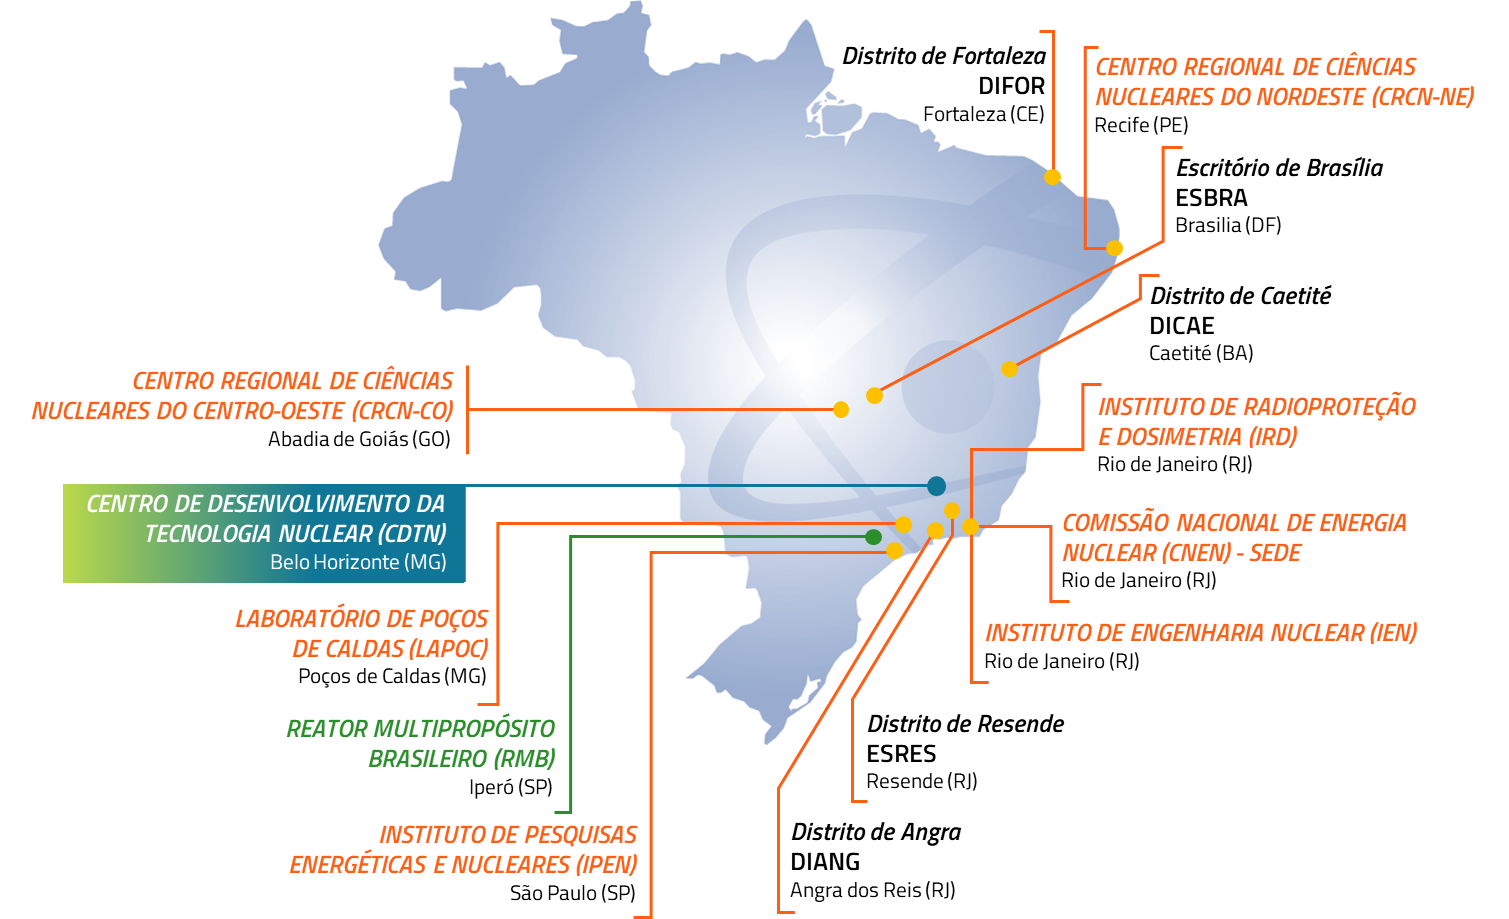 Distrito de Fortaleza
DIFOR
Fortaleza (CE)
CENTRO REGIONAL DE CIÊNCIAS
NUCLEARES DO NORDESTE (CRCN-NE)
Recife (PE)
Escritório de Brasília
ESBRA
Brasilia (DF)
Distrito de Caetité
DICAE
Caetité (BA)
CENTRO REGIONAL DE CIÊNCIAS
NUCLEARES DO CENTRO-OESTE (CRCN-CO)
Abadia de Goiás (GO)
INSTITUTO DE RADIOPROTEÇÃO
E DOSIMETRIA (IRD)
Rio de Janeiro (RJ)
CENTRO DE DESENVOLVIMENTO DA
TECNOLOGIA NUCLEAR (CDTN)
Belo Horizonte (MG)
COMISSÃO NACIONAL DE ENERGIA
NUCLEAR (CNEN) - SEDE
Rio de Janeiro (RJ)
LABORATÓRIO DE POÇOS
DE CALDAS (LAPOC)
Poços de Caldas (MG)
INSTITUTO DE ENGENHARIA NUCLEAR (IEN)
Rio de Janeiro (RJ)
REATOR MULTIPROPÓSITO
BRASILEIRO (RMB)
Iperó (SP)
Distrito de Resende
ESRES
Resende (RJ)
INSTITUTO DE PESQUISAS
ENERGÉTICAS E NUCLEARES (IPEN)
São Paulo (SP)
Distrito de Angra
DIANG
Angra dos Reis (RJ)